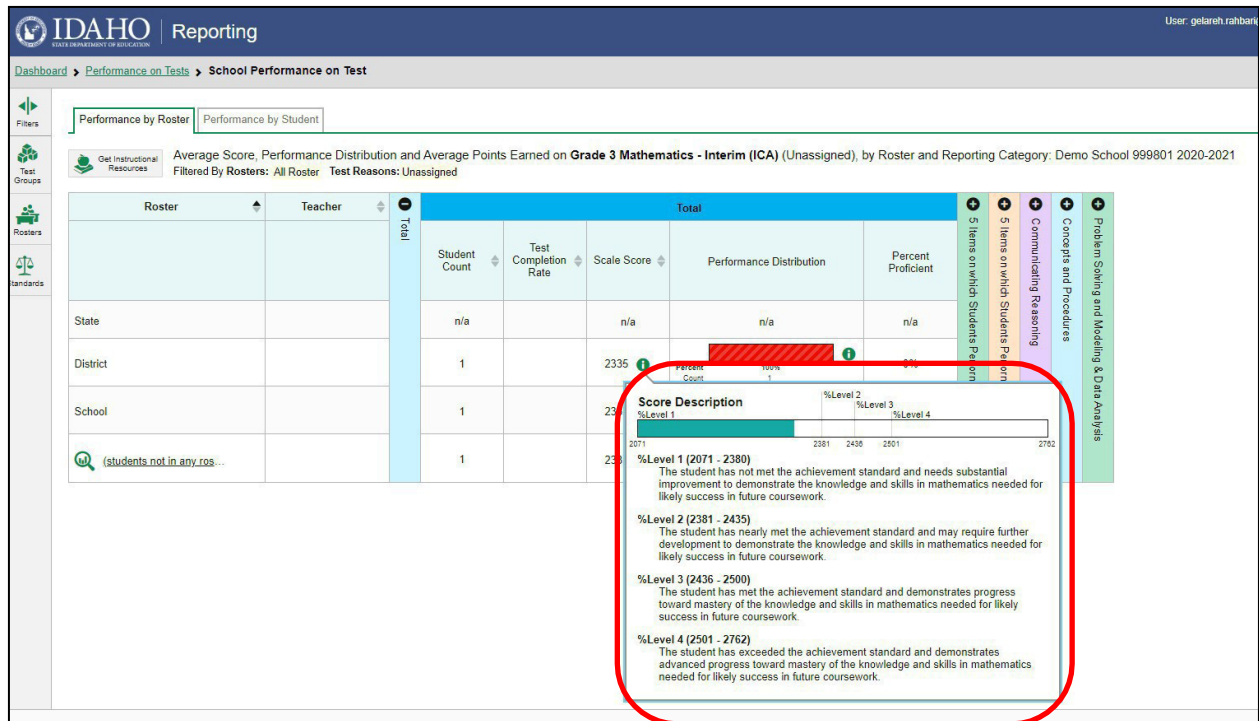 IDAHO Reporting
STATE DEPARTMENT OF EDUCATION
User: gelareh.rahbari
Dashboard > Performance on Tests > School Performance on Test
Filters
Test
Groups
Rosters
tandards
Performance by Roster Performance by Student
Get Instructional
Resources
Average Score, Performance Distribution and Average Points Earned on Grade 3 Mathematics - Interim (ICA) (Unassigned), by Roster and Reporting Category: Demo School 999801 2020-2021
Filtered By Rosters: All Roster Test Reasons: Unassigned
Roster Teacher Total Total
Student
Count
Test
Completion
Rate
Scale Score
Performance Distribution
Percent
Proficient
5 Items on which Students Perform
5 Items on which Students Perform
Communicating Reasoning
Concepts and Procedures
Problem Solving and Modeling & Data Analysis
State n/a n/a n/a n/a
District 1 2335
Percent 100%
Count 1
School 1
(students not in any ros... 1
Score Description
%Level 1 %Level 2 %Level 3 %Level 4
2071 2381 2436 2501 2762
%Level 1 (2071 - 2380)
The student has not met the achievement standard and needs substantial
improvement to demonstrate the knowledge and skills in mathematics needed for
likely success in future coursework.
%Level 2 (2381 - 2435)
The student has nearly met the achievement standard and may require further
development to demonstrate the knowledge and skills in mathematics needed for
likely success in future coursework.
%Level 3 (2436 - 2500)
The student has met the achievement standard and demonstrates progress
toward mastery of the knowledge and skills in mathematics needed for likely
success in future coursework.
%Level 4 (2501 - 2762)
The student has exceeded the achievement standard and demonstrates
advanced progress toward mastery of the knowledge and skills in mathematics
needed for likely success in future coursework.